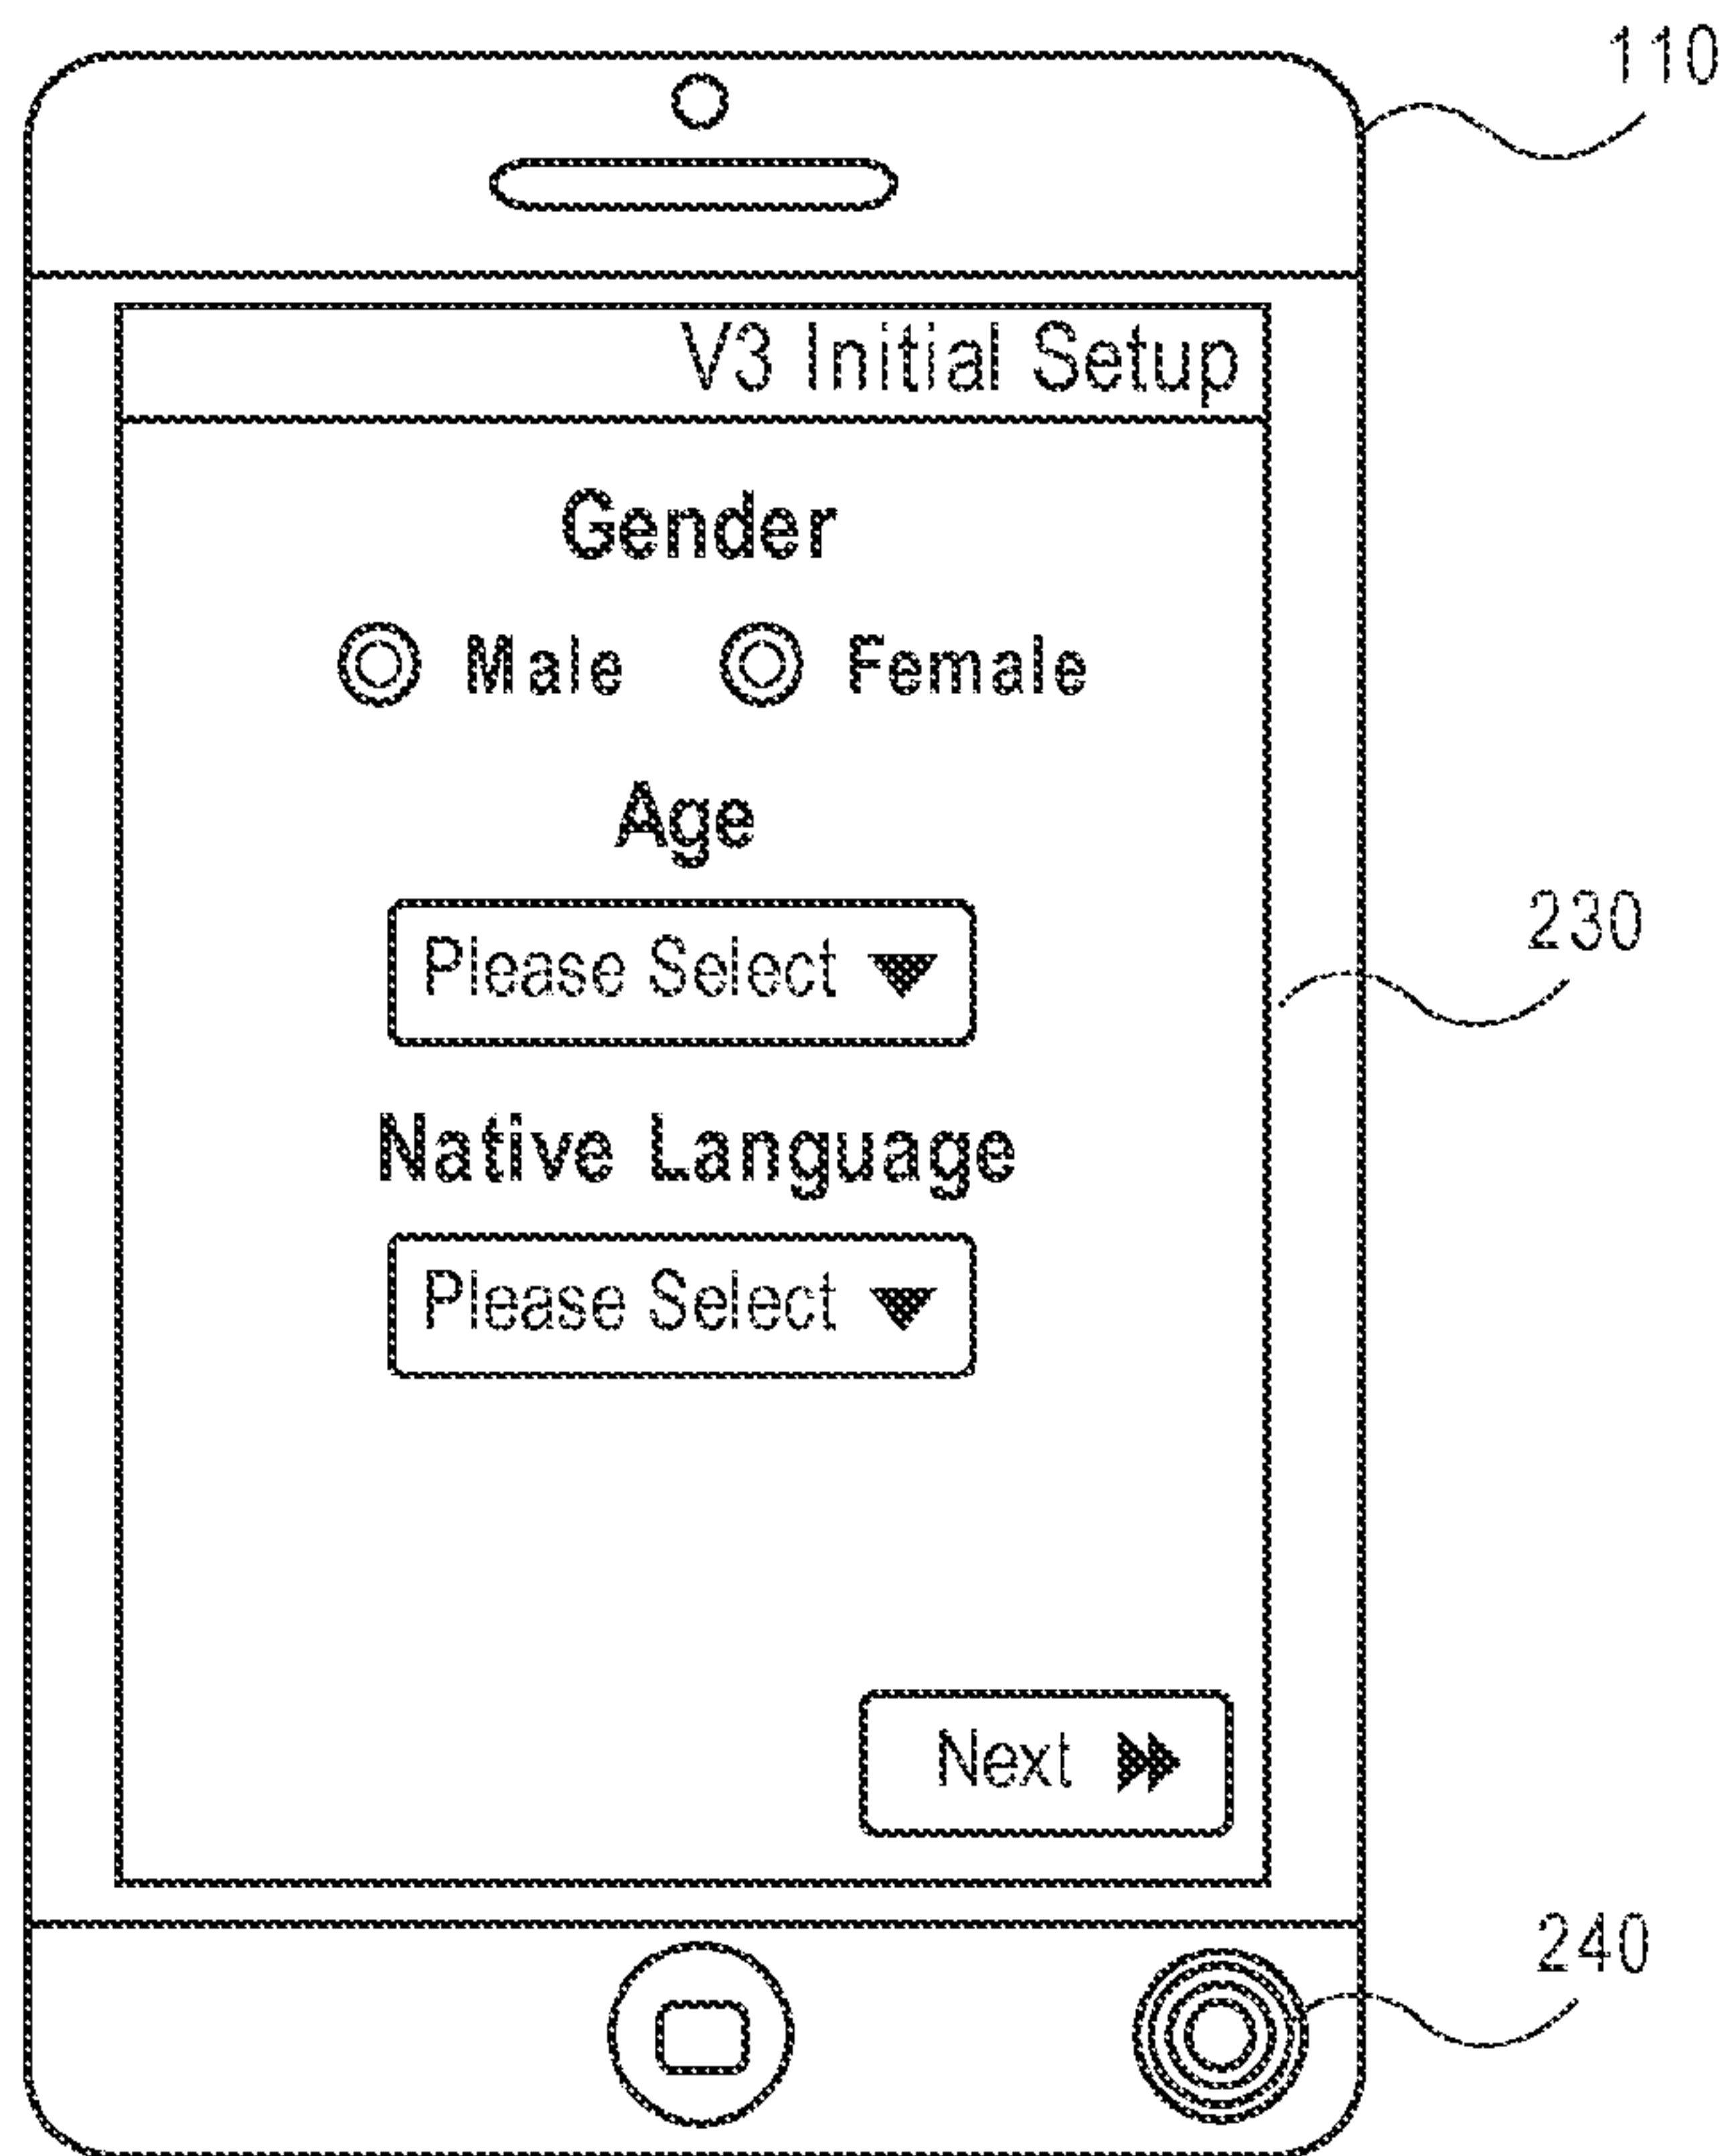 110
V3 Initial Setup
Gender
Male Female
Age
Please Select
230
Native Language
Please Select
Next
240